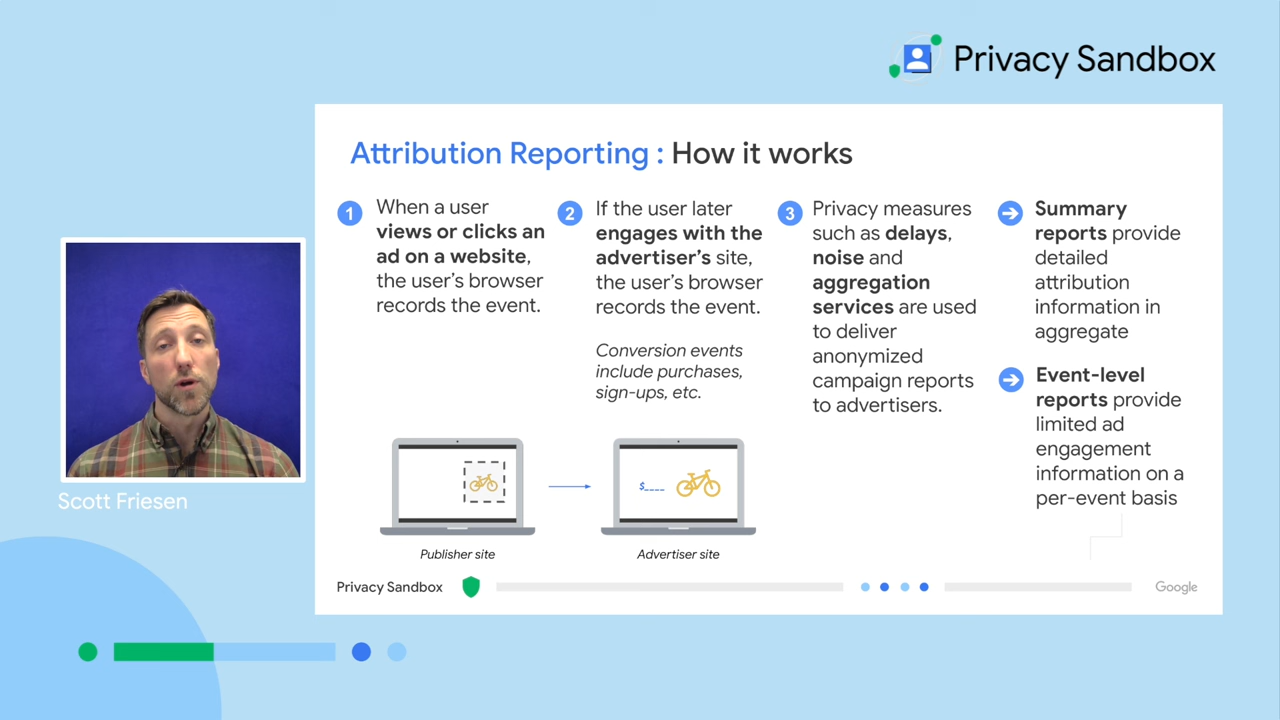 Privacy Sandbox
Attribution Reporting : How it works
1
When a user
views or clicks an
ad on a website,
the user's browser
records the event.
2
If the user later
engages with the
advertiser's site,
the user's browser
records the event.
Conversion events
include purchases,
sign-ups, etc.
3
Privacy measures
such as delays,
noise and
aggregation
services are used
to deliver
anonymized
campaign reports
to advertisers.
Summary
reports provide
detailed
attribution
information in
aggregate
Event-level
reports provide
limited ad
engagement
information on a
per-event basis
$____
Publisher site
Advertiser site
Privacy Sandbox
Google
Scott Friesen